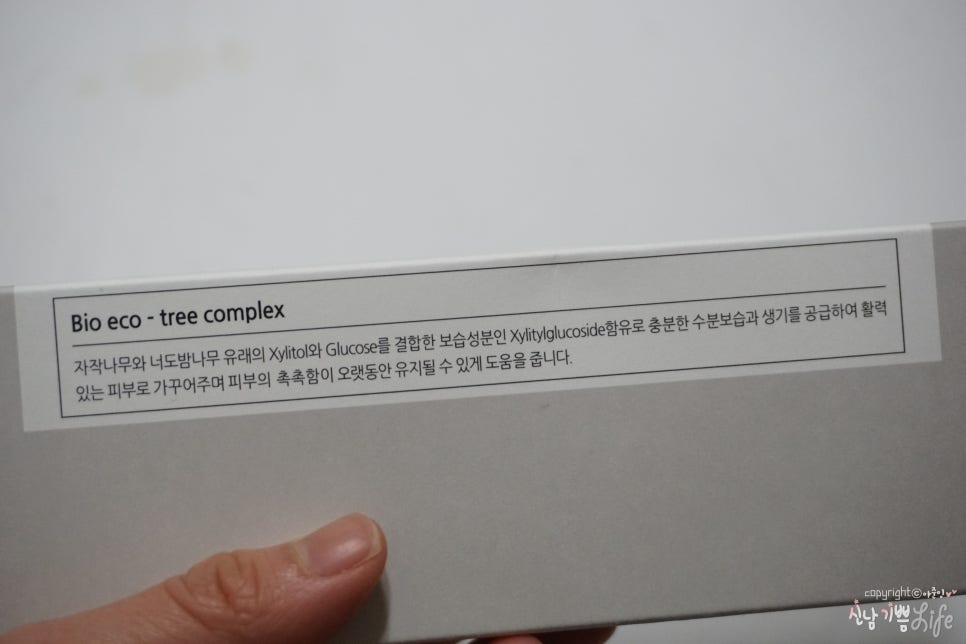 Bio eco - tree complex
자작나무와 너도밤나무 유래의 Xylitol와 Glucose를 결합한 보습성분인 Xylitylglucoside함유로 충분한 수분보습과 생기를 공급하여 활력
있는 피부로 가꾸어주며 피부의 촉촉함이 오랫동안 유지될 수 있게 도움을 줍니다.
copyrightⓒ
신남 기쁨 Life